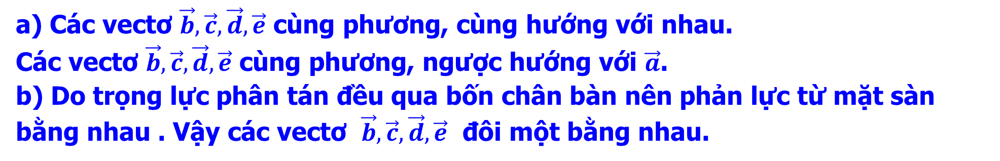 a) Các vectơ $\vec{b}, \vec{c}, \vec{d}, \vec{e}$ cùng phương, cùng hướng với nhau.
Các vectơ $\vec{b}, \vec{c}, \vec{d}, \vec{e}$ cùng phương, ngược hướng với $\vec{a}$.
b) Do trọng lực phân tán đều qua bốn chân bàn nên phản lực từ mặt sàn
bằng nhau . Vậy các vectơ $\vec{b}, \vec{c}, \vec{d}, \vec{e}$ đôi một bằng nhau.